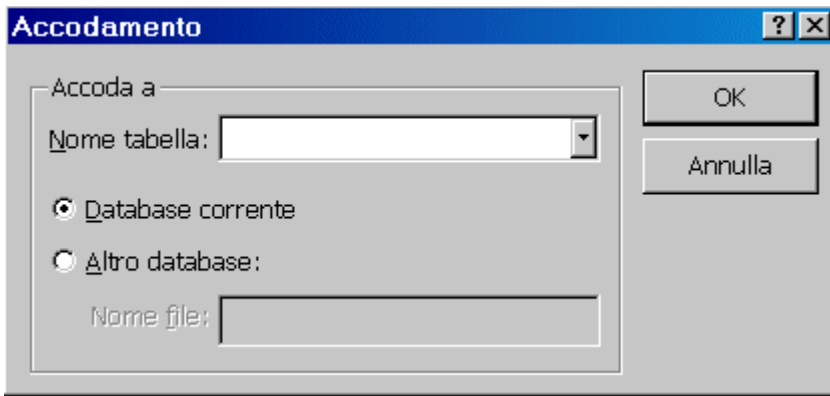 Accodamento
Accoda a
Nome tabella:
Database corrente
Altro database:
Nome file:
OK
Annulla